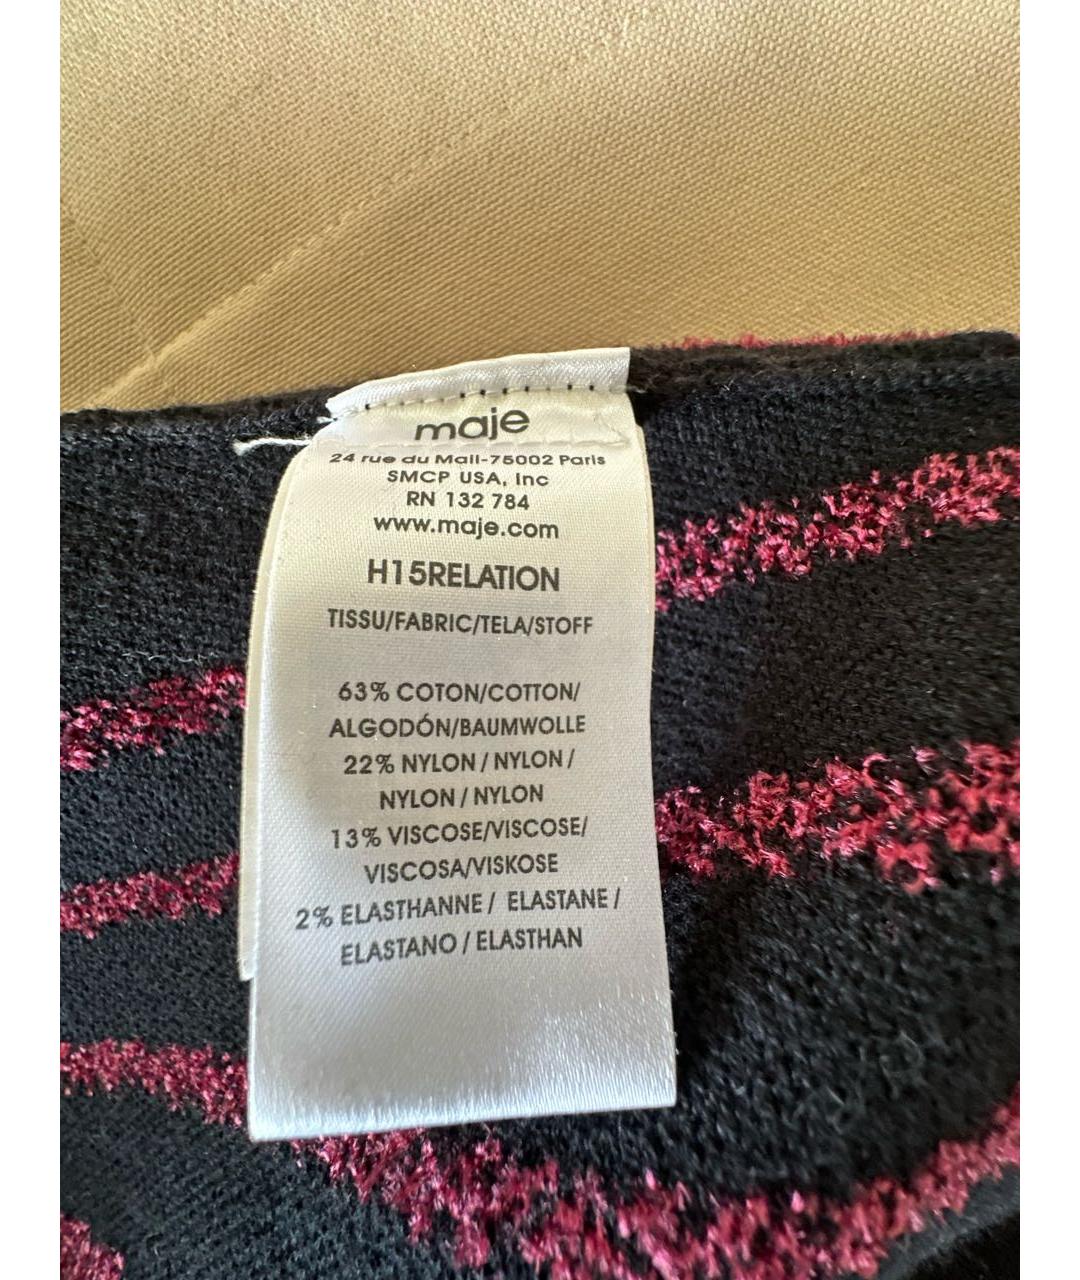 maje
24 rue du Mail-75002 Paris
SMCP USA, Inc
RN 132 784
www.maje.com
H15RELATION
TISSU/FABRIC/TELA/STOFF
63% COTON/COTTON/
ALGODÓN/BAUMWOLLE
22% NYLON / NYLON /
NYLON / NYLON
13% VISCOSE/VISCOSE/
VISCOSA/VISKOSE
2% ELASTHANNE / ELASTANE /
ELASTANO / ELASTHAN